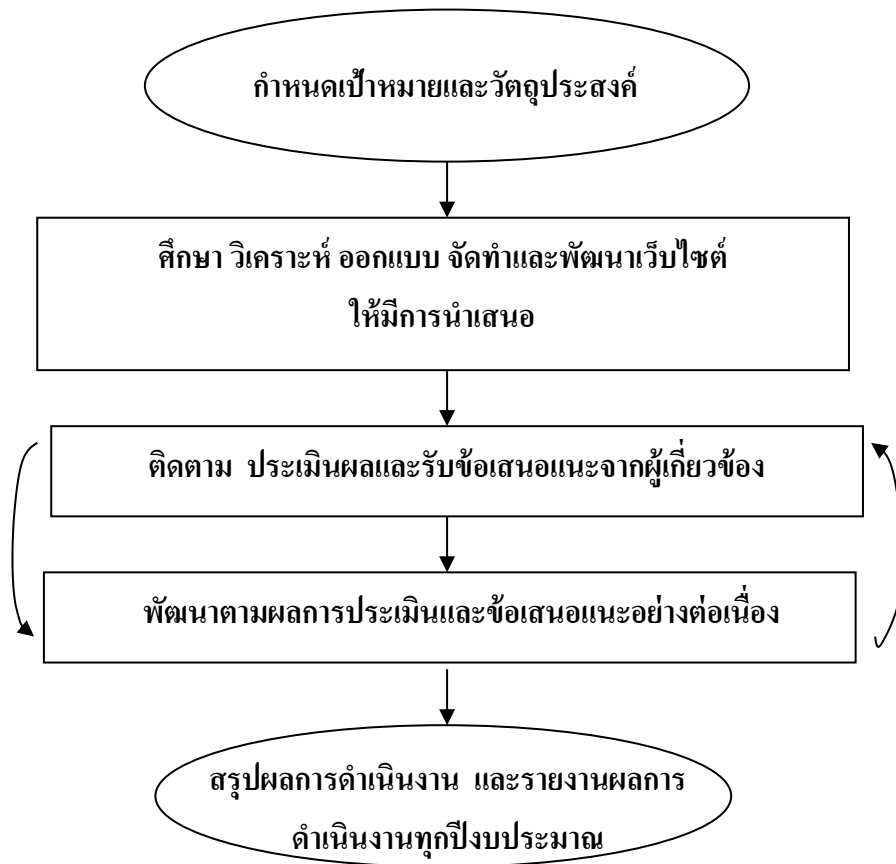 กำหนดเป้าหมายและวัตถุประสงค์
ศึกษา วิเคราะห์ ออกแบบ จัดทำและพัฒนาเว็บไซต์
ให้มีการนำเสนอ
ติดตาม ประเมินผลและรับข้อเสนอแนะจากผู้เกี่ยวข้อง
พัฒนาตามผลการประเมินและข้อเสนอแนะอย่างต่อเนื่อง
สรุปผลการดำเนินงาน และรายงานผลการ
ดำเนินงานทุกปีงบประมาณ